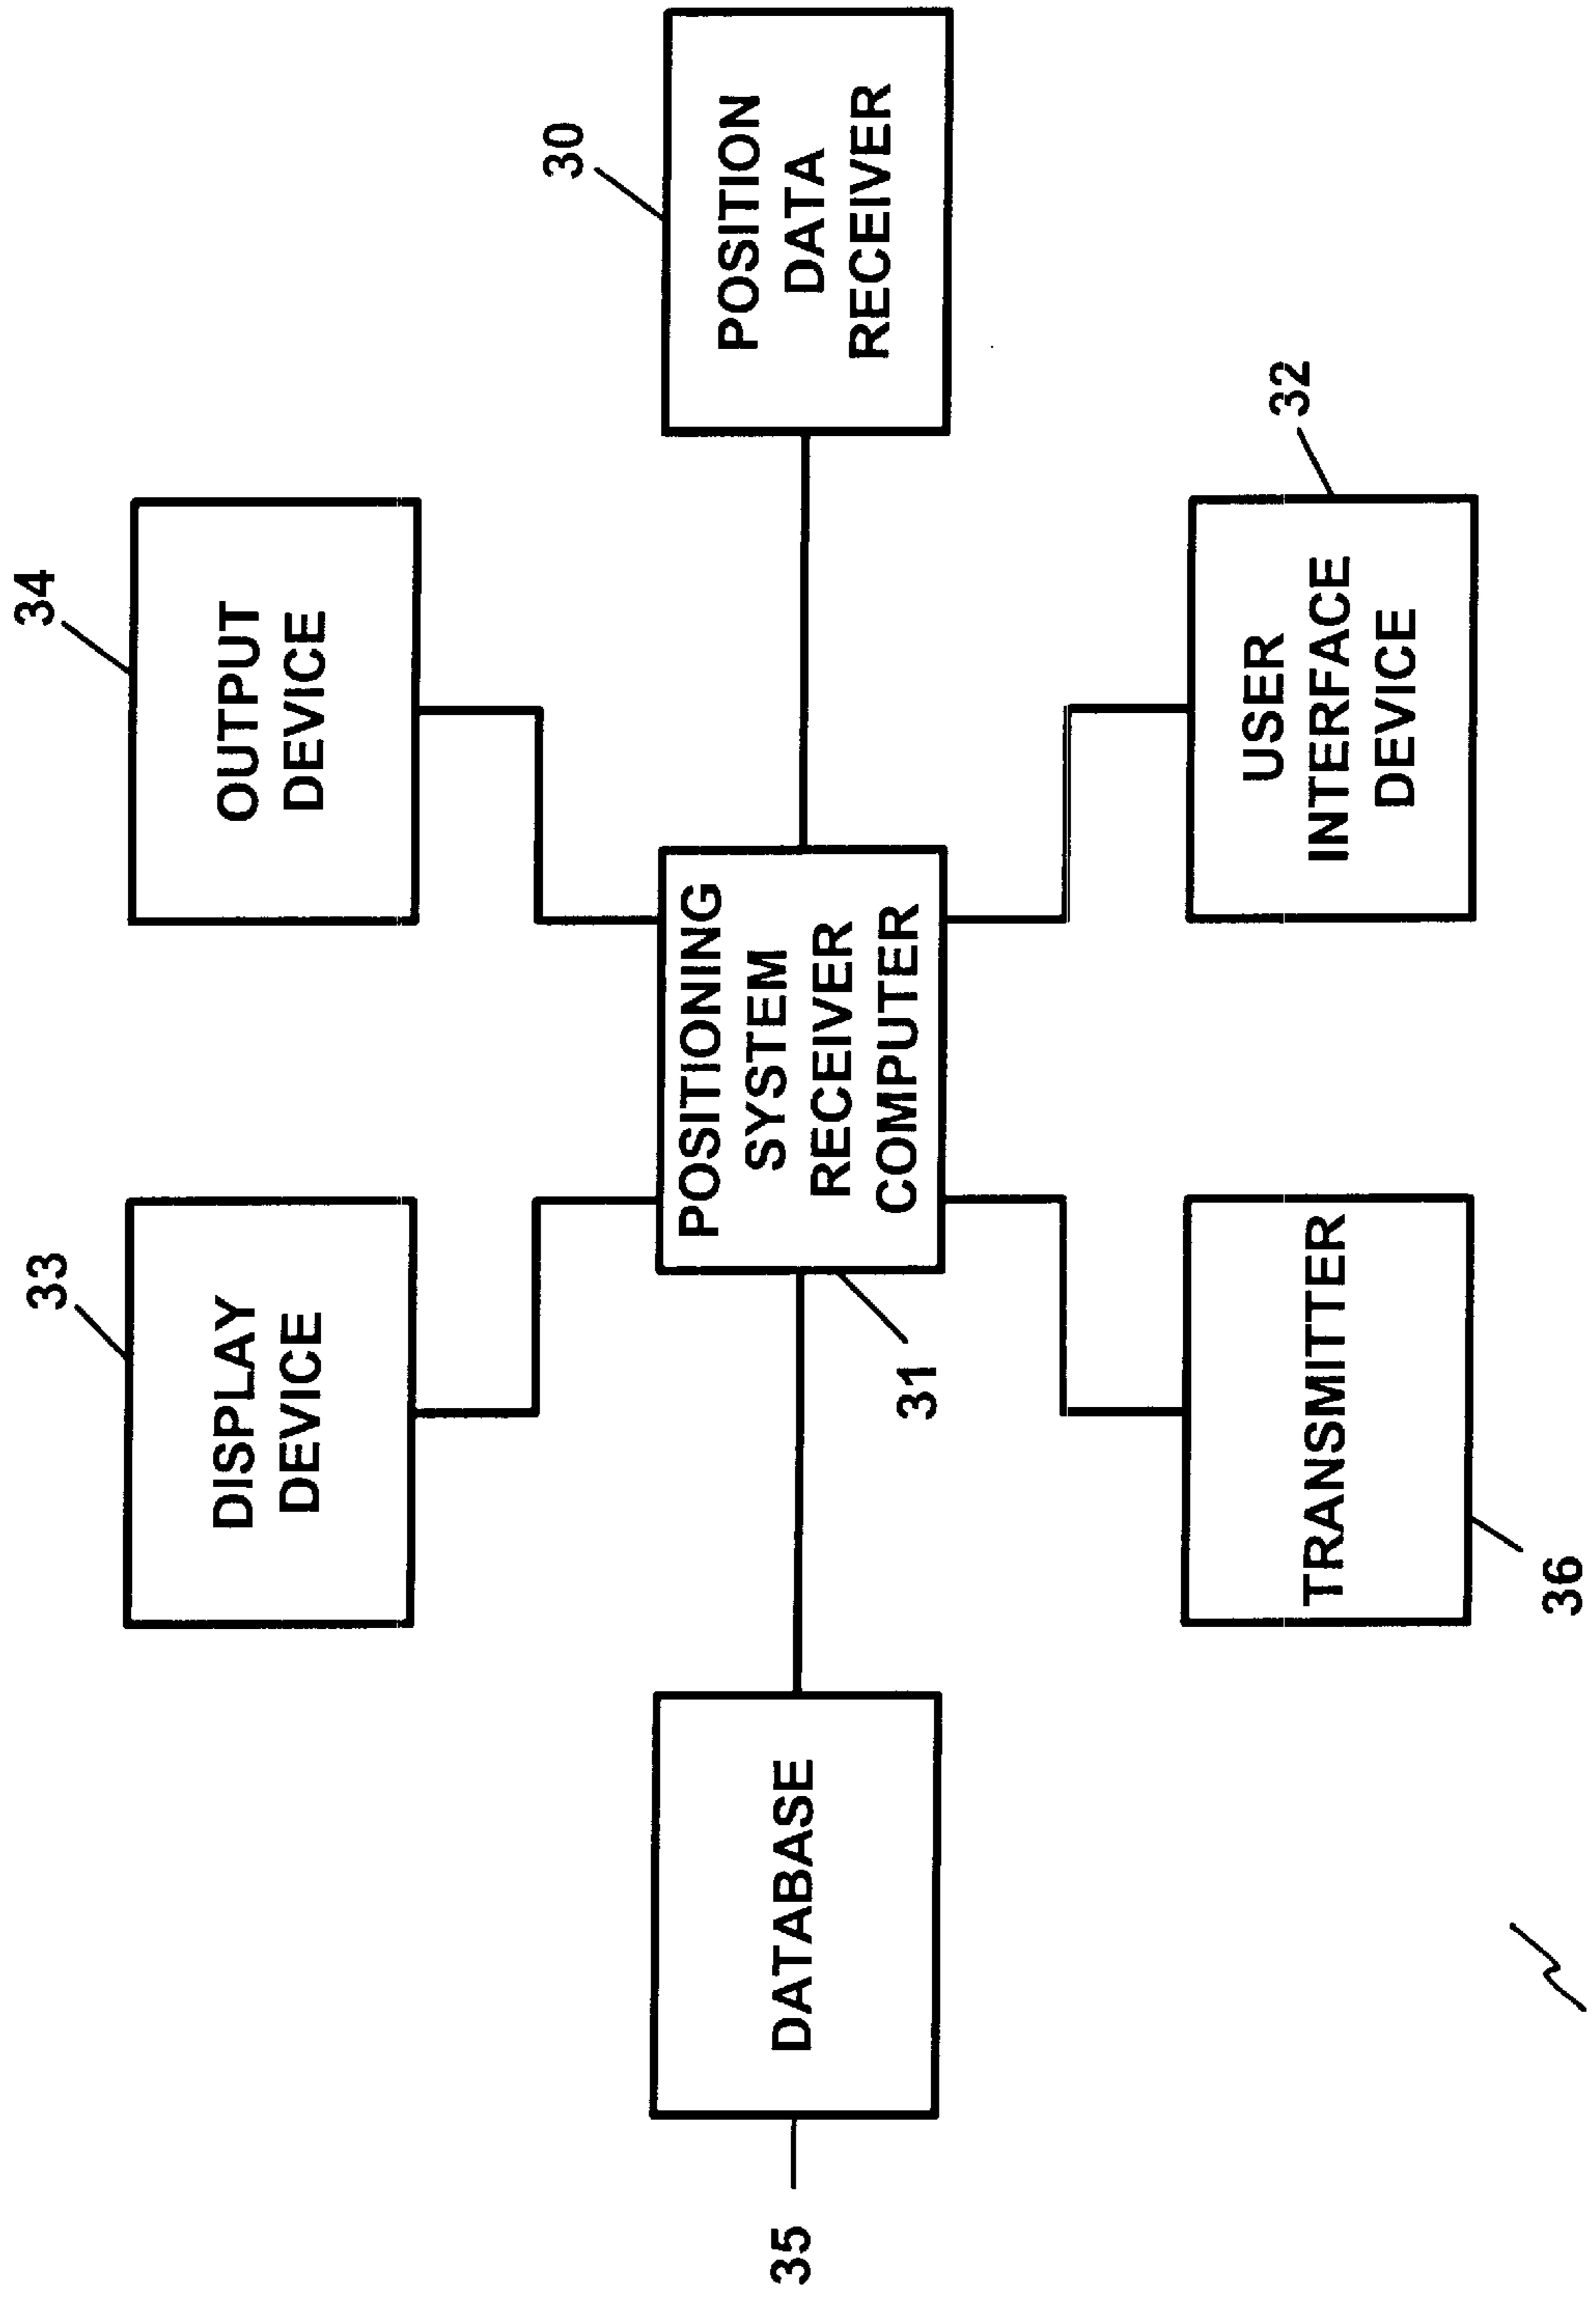 33
34
DISPLAY
DEVICE
OUTPUT
DEVICE
30
35
DATABASE
POSITIONING
SYSTEM
RECEIVER
COMPUTER
31
POSITION
DATA
RECEIVER
TRANSMITTER
36
USER
INTERFACE
DEVICE
32